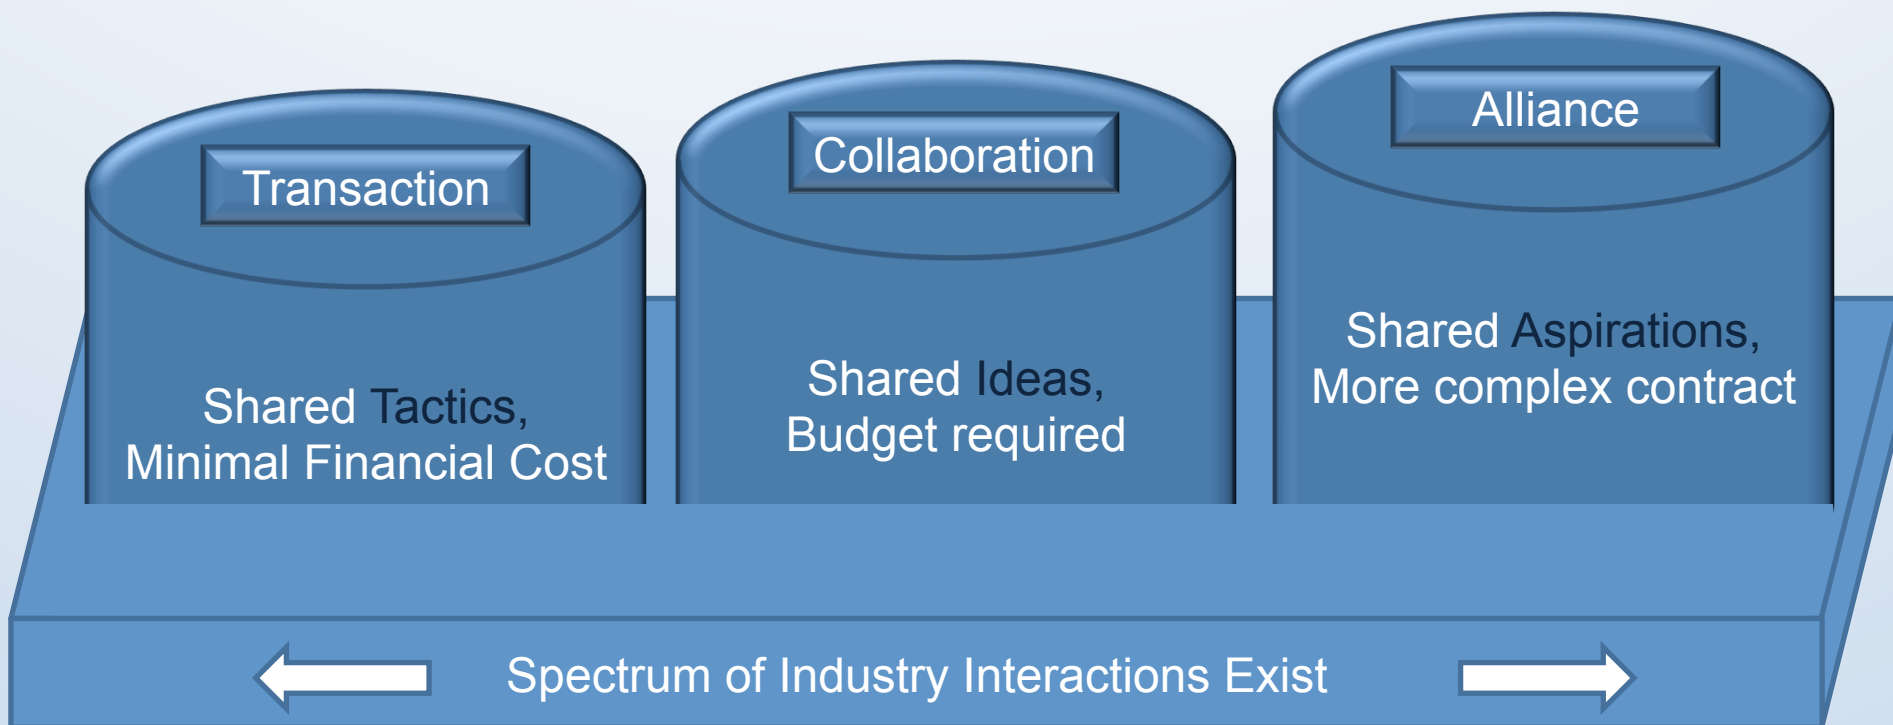 Transaction
Shared Tactics,
Minimal Financial Cost
Collaboration
Shared Ideas,
Budget required
Alliance
Shared Aspirations,
More complex contract
Spectrum of Industry Interactions Exist